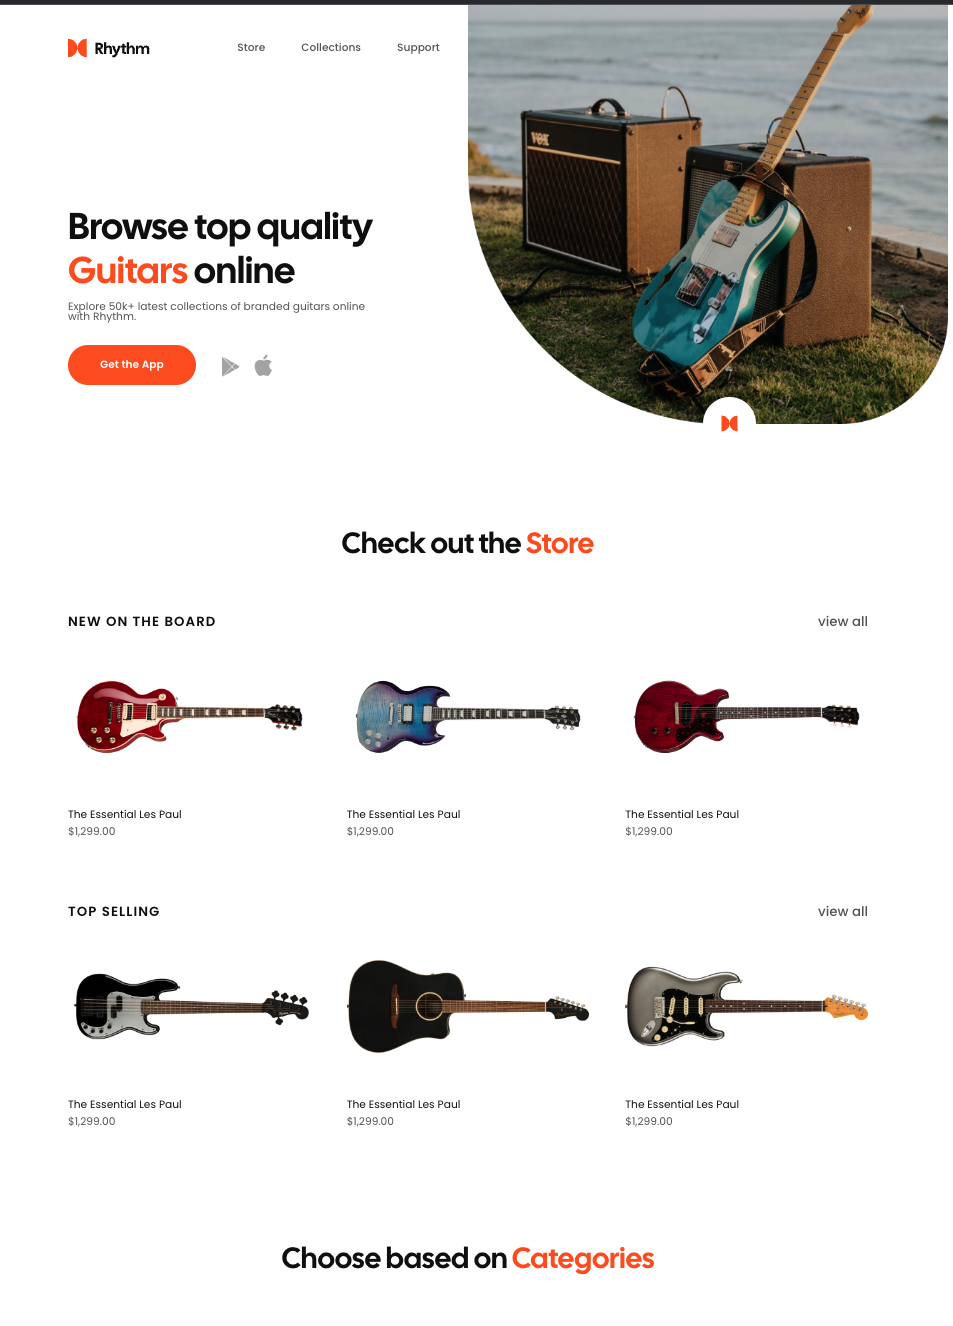 Rhythm
Store
Collections
Support
VOX
Browse top quality
Guitars online
Explore 50k+ latest collections of branded guitars online
with Rhythm.
Get the App
Check out the Store
NEW ON THE BOARD
view all
The Essential Les Paul
The Essential Les Paul
The Essential Les Paul
$1,299.00
$1,299.00
$1,299.00
TOP SELLING
view all
The Essential Les Paul
The Essential Les Paul
The Essential Les Paul
$1,299.00
$1,299.00
$1,299.00
Choose based on Categories